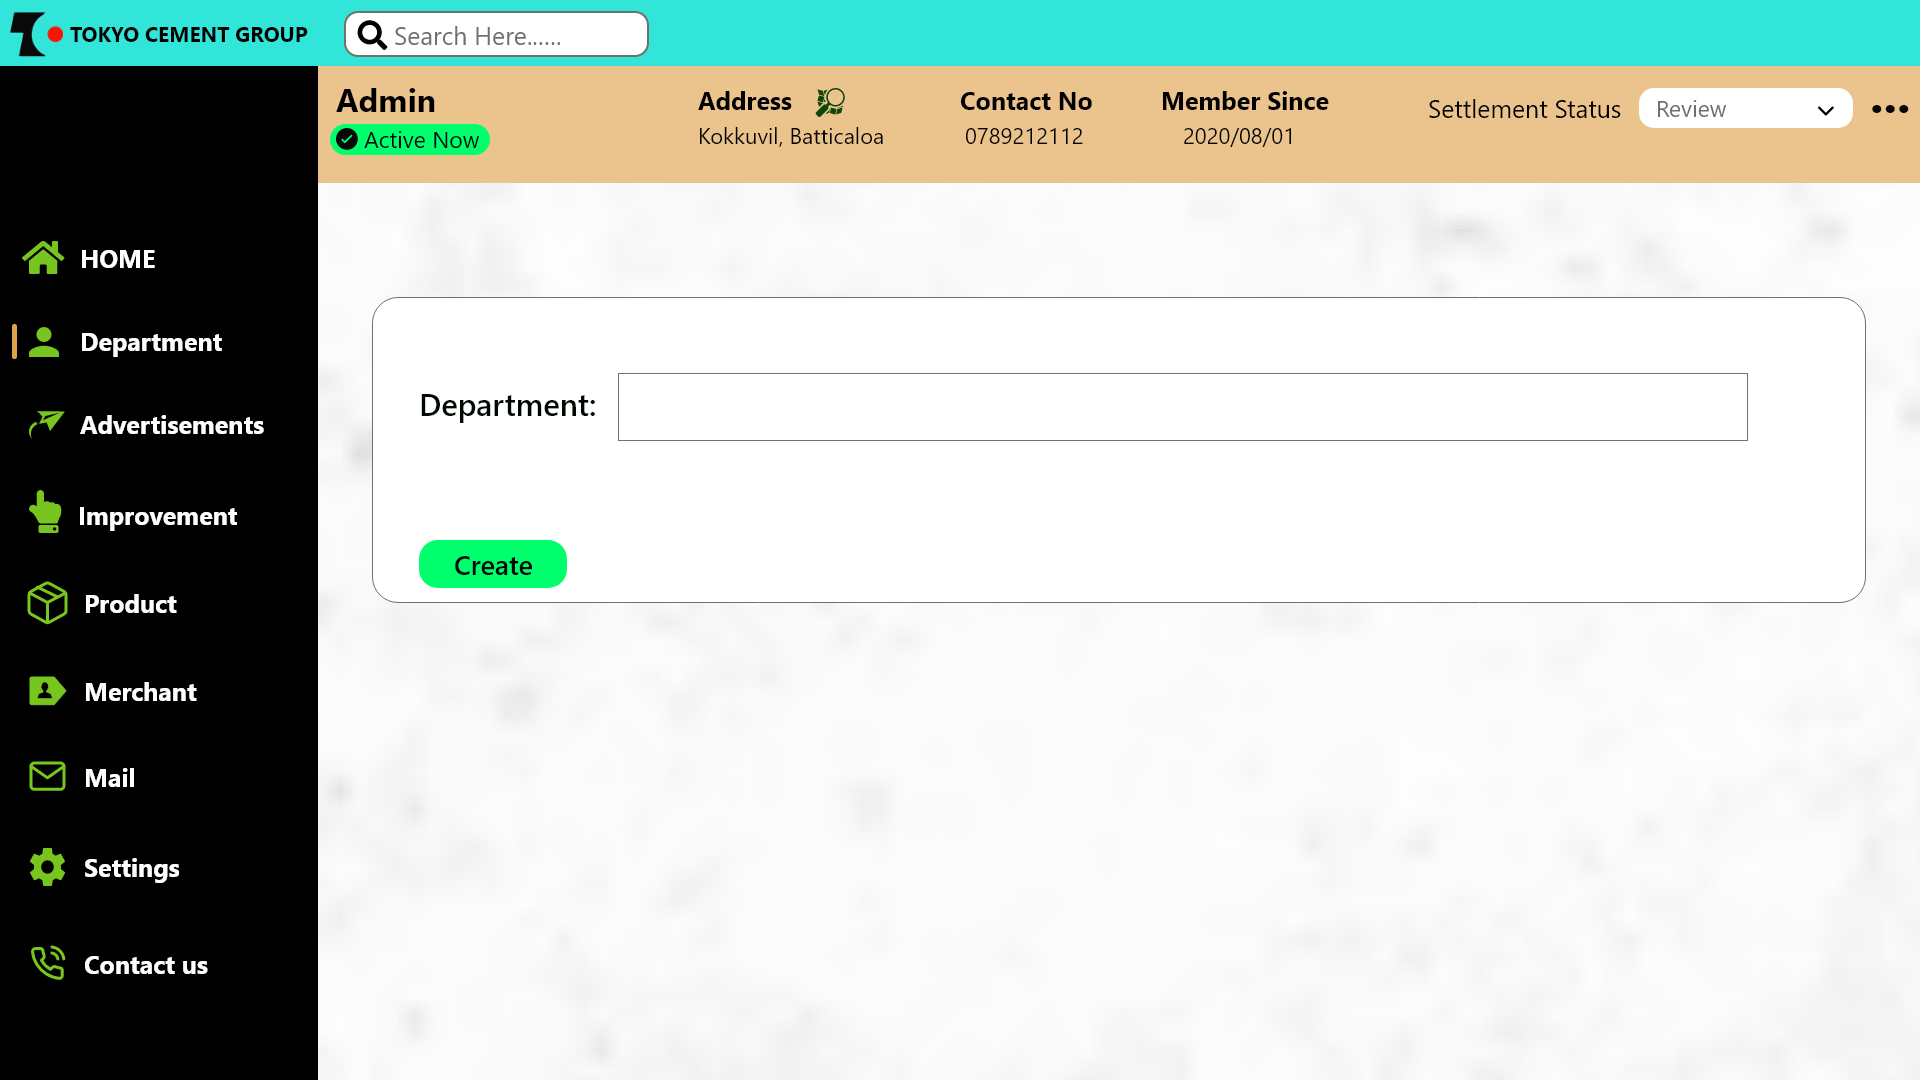 TOKYO CEMENT GROUP
Search Here......
Admin
Active Now
Address
Kokkuvil, Batticaloa
Contact No
0789212112
Member Since
2020/08/01
Settlement Status
Review
HOME
Department
Advertisements
Improvement
Product
Merchant
Mail
Settings
Contact us
Department:
Create